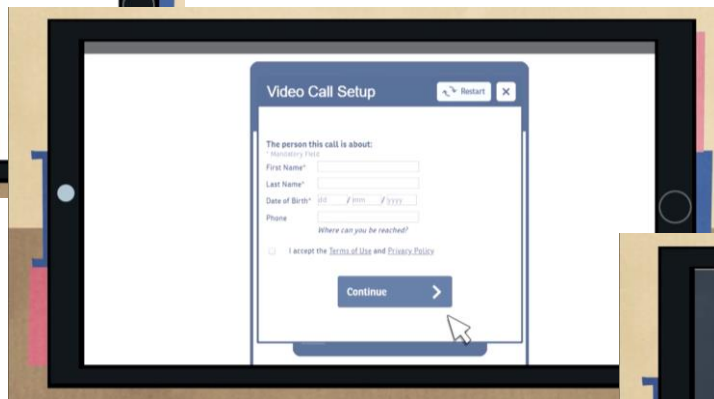 Video Call Setup
Restart
The person this call is about:
* Mandatory Field
First Name*
Last Name*
Date of Birth* dd / mm / yyyy
Phone
Where can you be reached?
I accept the Terms of Use and Privacy Policy
Continue